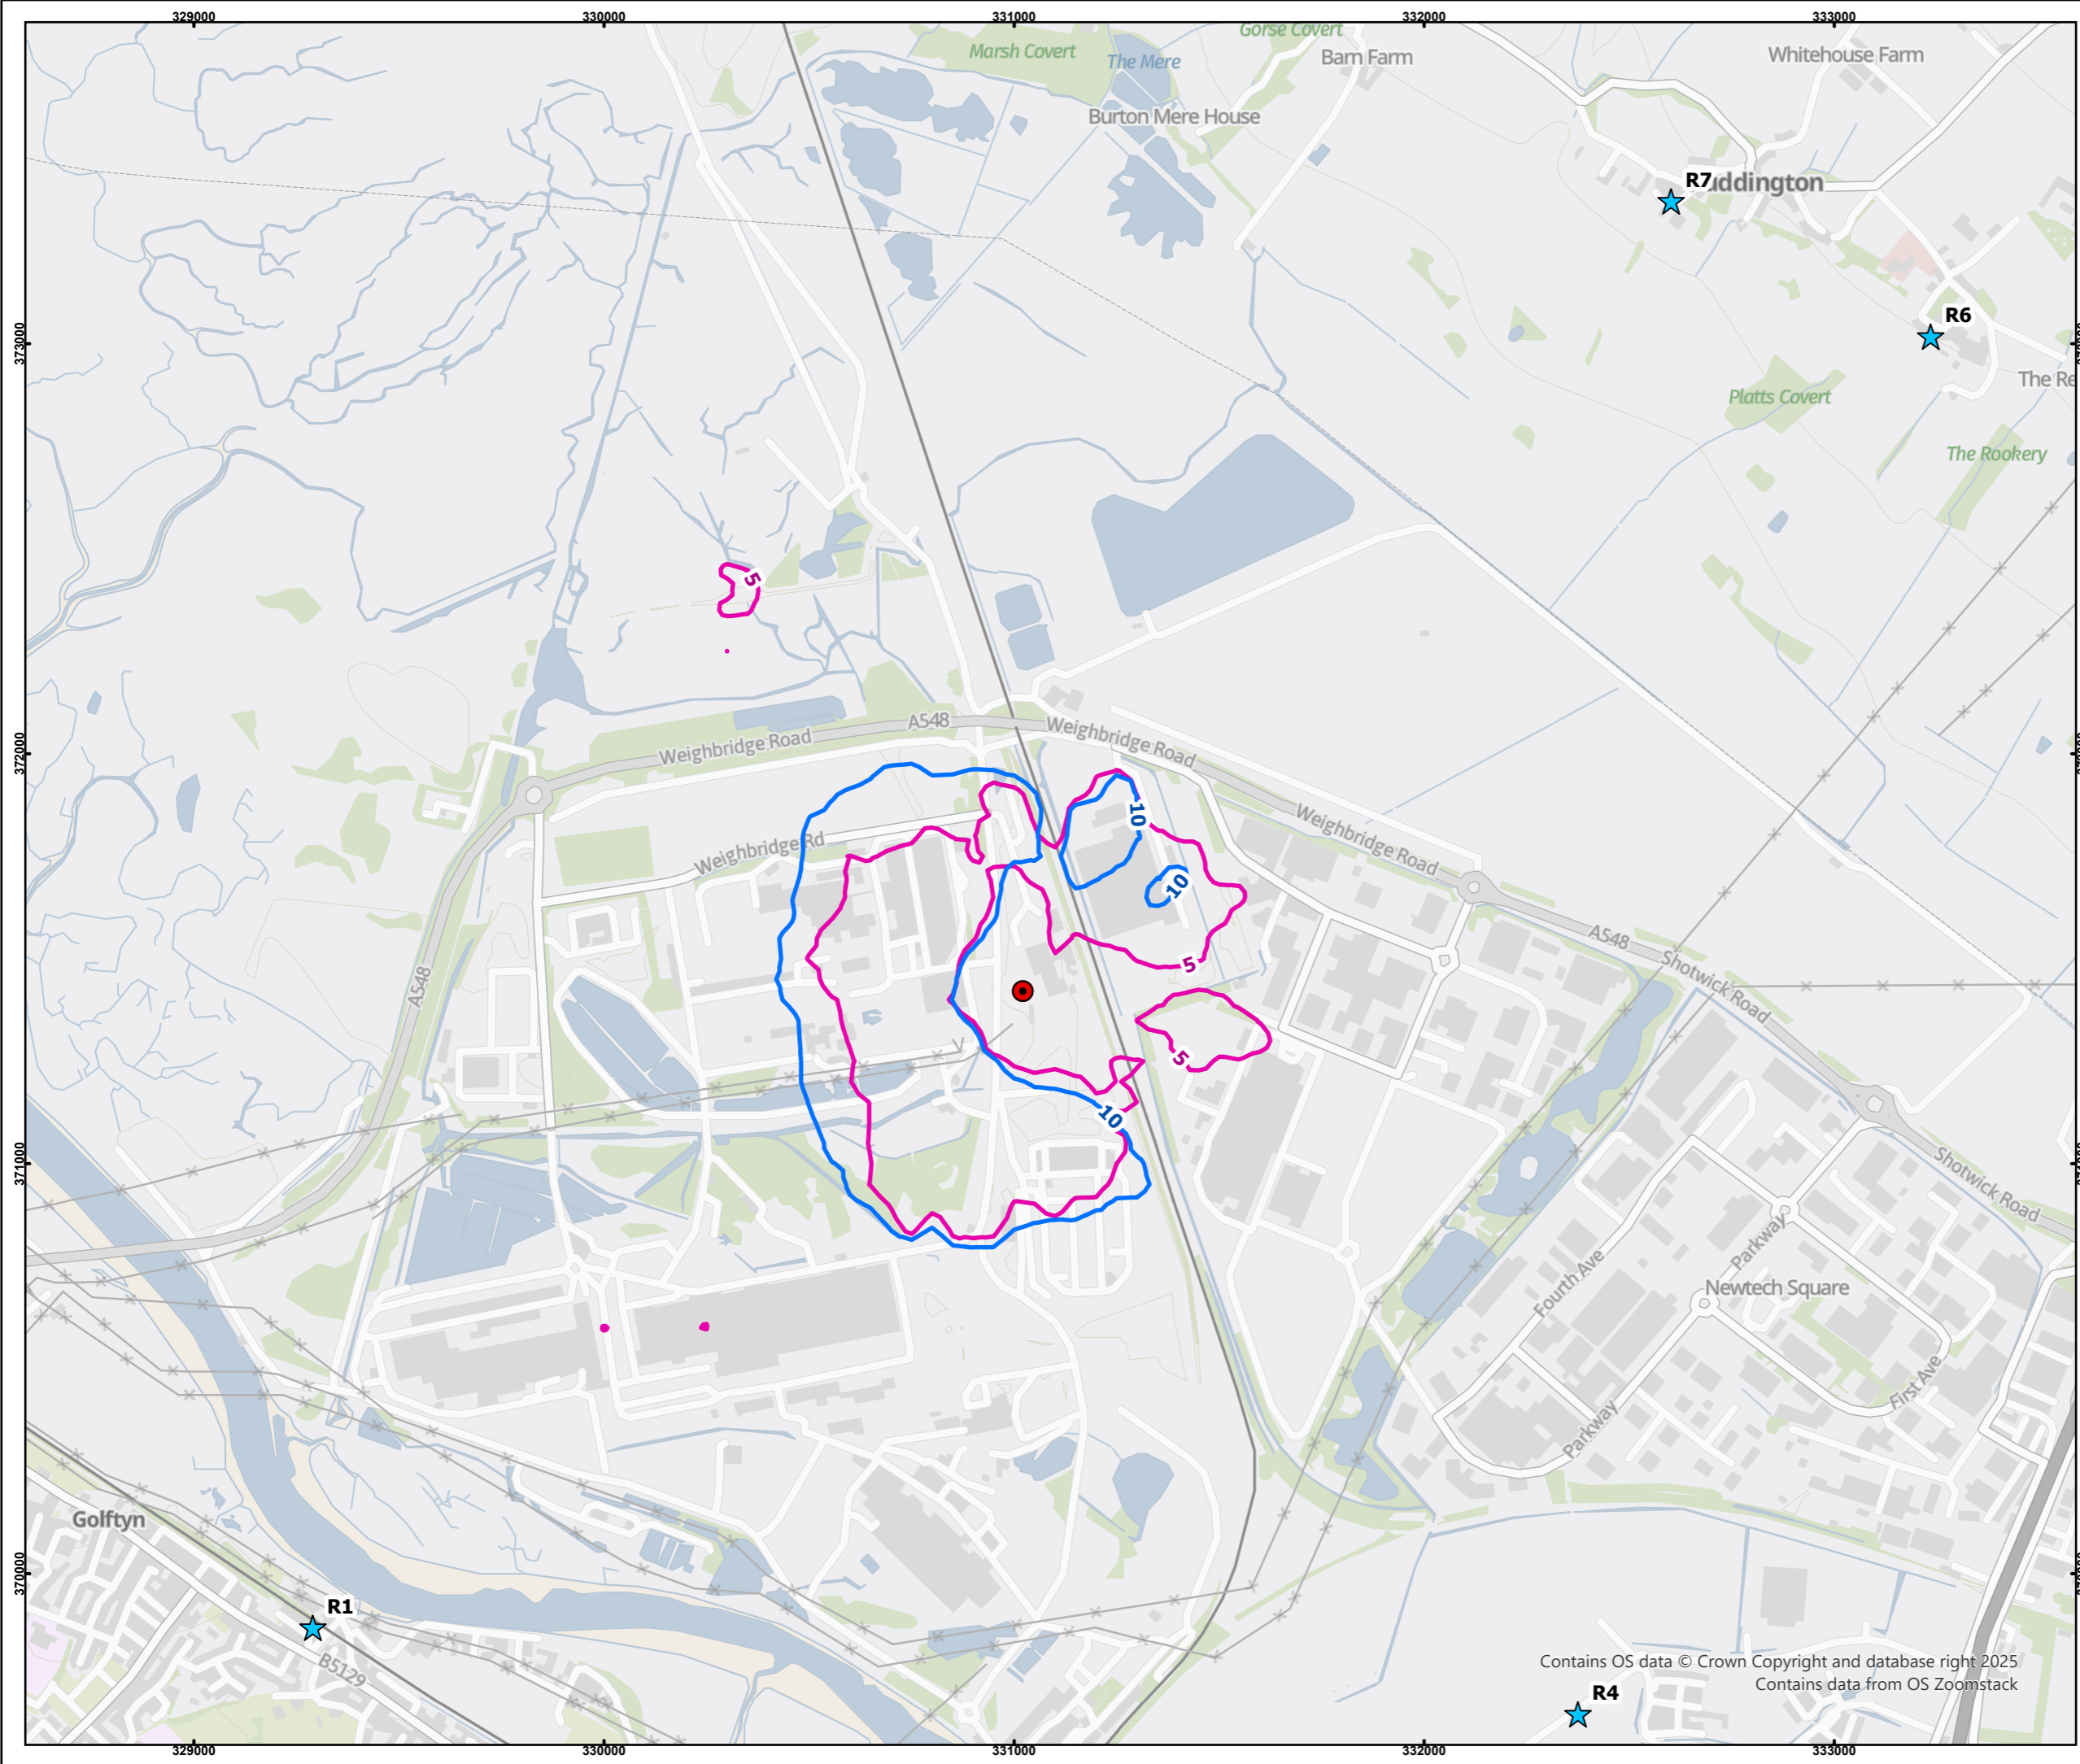 329000
330000
331000
332000
333000
Gorse Covert
Marsh Covert
The Mere
Barn Farm
Whitehouse Farm
Burton Mere House
R7
uddington
R6
373000
The Re
Platts Covert
The Rookery
5
372000
A548
Weighbridge Road
Weighbridge Road
10
Weighbridge Road
Weighbridge Rd
10
A548
A548
5
Shotwick Road
5
10
371000
Shotwick Road
Parkway
Fourth Ave
Newtech Square
First Ave
Parkway
Golftyn
370000
R1
B5129
Contains OS data © Crown Copyright and database right 2025
Contains data from OS Zoomstack
R4
329000
330000
331000
332000
333000